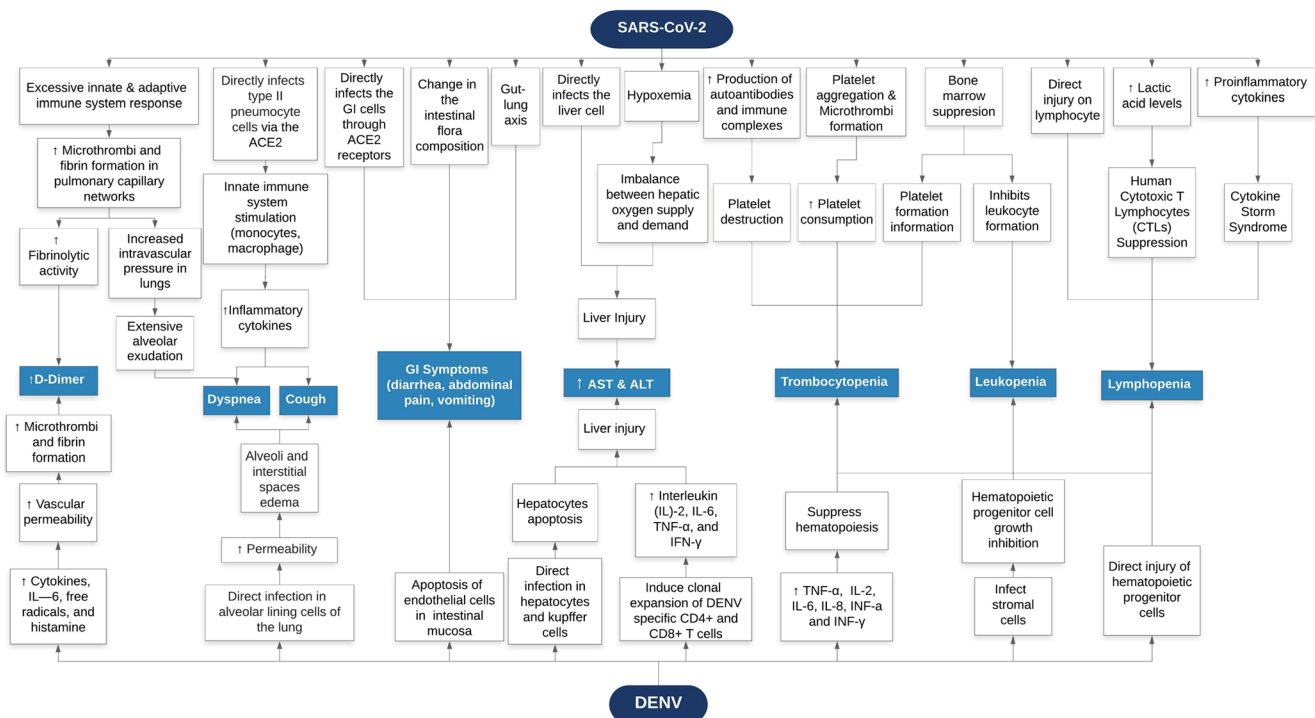 SARS-CoV-2
Excessive innate & adaptive
immune system response
Directly infects type II
pneumocyte
cells via the
ACE2
Directly
infects the
GI cells
through
ACE2
receptors
Change in
the
intestinal
flora
composition
Gut-
lung
axis
Directly
infects the
liver cell
Hypoxemia
↑ Production of
autoantibodies
and immune
complexes
Platelet
aggregation &
Microthrombi
formation
Bone
marrow
suppresion
Direct
injury on
lymphocyte
↑ Lactic
acid levels
↑ Proinflammatory
cytokines
↑ Microthrombi and
fibrin formation in
pulmonary capillary
networks
Innate immune
system
stimulation
(monocytes,
macrophage)
Imbalance
between hepatic
oxygen supply
and demand
Platelet
destruction
↑ Platelet
consumption
Platelet
formation
information
Inhibits
leukocyte
formation
Human
Cytotoxic T
Lymphocytes
(CTLs)
Suppression
Cytokine
Storm
Syndrome
↑
Fibrinolytic
activity
Increased
intravascular
pressure in
lungs
↑Inflammatory
cytokines
Extensive
alveolar
exudation
Liver Injury
↑D-Dimer
Dyspnea
Cough
GI Symptoms
(diarrhea, abdominal
pain, vomiting)
↑ AST & ALT
Trombocytopenia
Leukopenia
Lymphopenia
↑ Microthrombi
and fibrin
formation
Alveoli and
interstitial
spaces
edema
Liver injury
↑ Vascular
permeability
Hepatocytes
apoptosis
↑ Interleukin
(IL)-2, IL-6,
TNF-α, and
IFN-γ
Suppress
hematopoiesis
Hematopoietic
progenitor cell
growth
inhibition
↑ Permeability
↑ Cytokines,
IL—6, free
radicals, and
histamine
Direct infection in
alveolar lining cells of
the lung
Apoptosis of
endothelial cells
in intestinal
mucosa
Direct
infection in
hepatocytes
and kupffer
cells
Induce clonal
expansion of DENV
specific CD4+ and
CD8+ T cells
↑ TNF-α, IL-2,
IL-6, IL-8, INF-a
and INF-γ
Infect
stromal
cells
Direct injury of
hematopoietic
progenitor cells
DENV